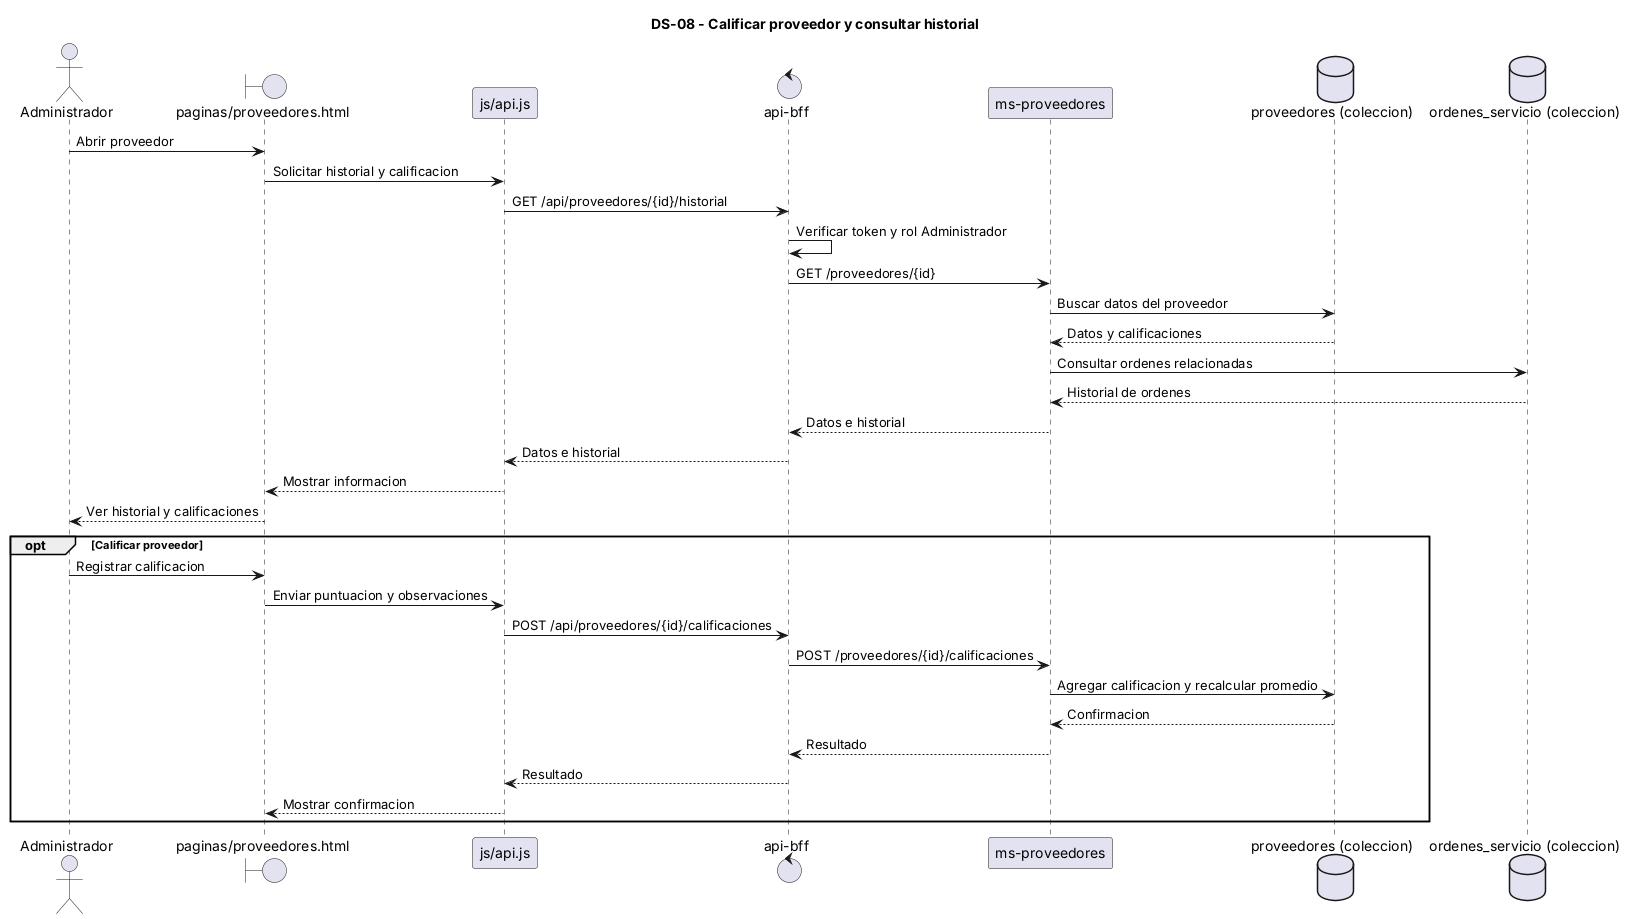 DS-08 - Calificar proveedor y consultar historial
Administrador
paginas/proveedores.html
js/api.js
api-bff
ms-proveedores
proveedores (coleccion)
ordenes_servicio (coleccion)
Abrir proveedor
Solicitar historial y calificacion
GET /api/proveedores/{id}/historial
Verificar token y rol Administrador
GET /proveedores/{id}
Buscar datos del proveedor
Datos y calificaciones
Consultar ordenes relacionadas
Historial de ordenes
Datos e historial
Datos e historial
Mostrar informacion
Ver historial y calificaciones
opt
[Calificar proveedor]
Registrar calificacion
Enviar puntuacion y observaciones
POST /api/proveedores/{id}/calificaciones
POST /proveedores/{id}/calificaciones
Agregar calificacion y recalcular promedio
Confirmacion
Resultado
Resultado
Mostrar confirmacion
Administrador
paginas/proveedores.html
js/api.js
api-bff
ms-proveedores
proveedores (coleccion)
ordenes_servicio (coleccion)